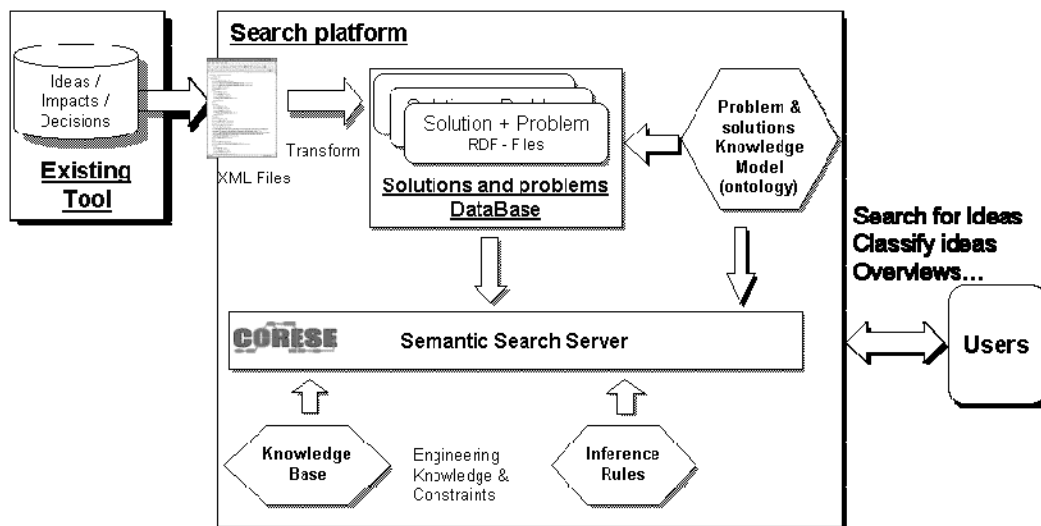 Search platform
Ideas /
Impacts /
Decisions
Existing
Tool
XML Files
Transform
Solution + Problem
RDF - Files
Solutions and problems
DataBase
Problem &
solutions
Knowledge
Model
(ontology)
Search for Ideas
Classify ideas
Overviews...
Users
CORESE
Semantic Search Server
Knowledge
Base
Engineering
Knowledge &
Constraints
Inference
Rules